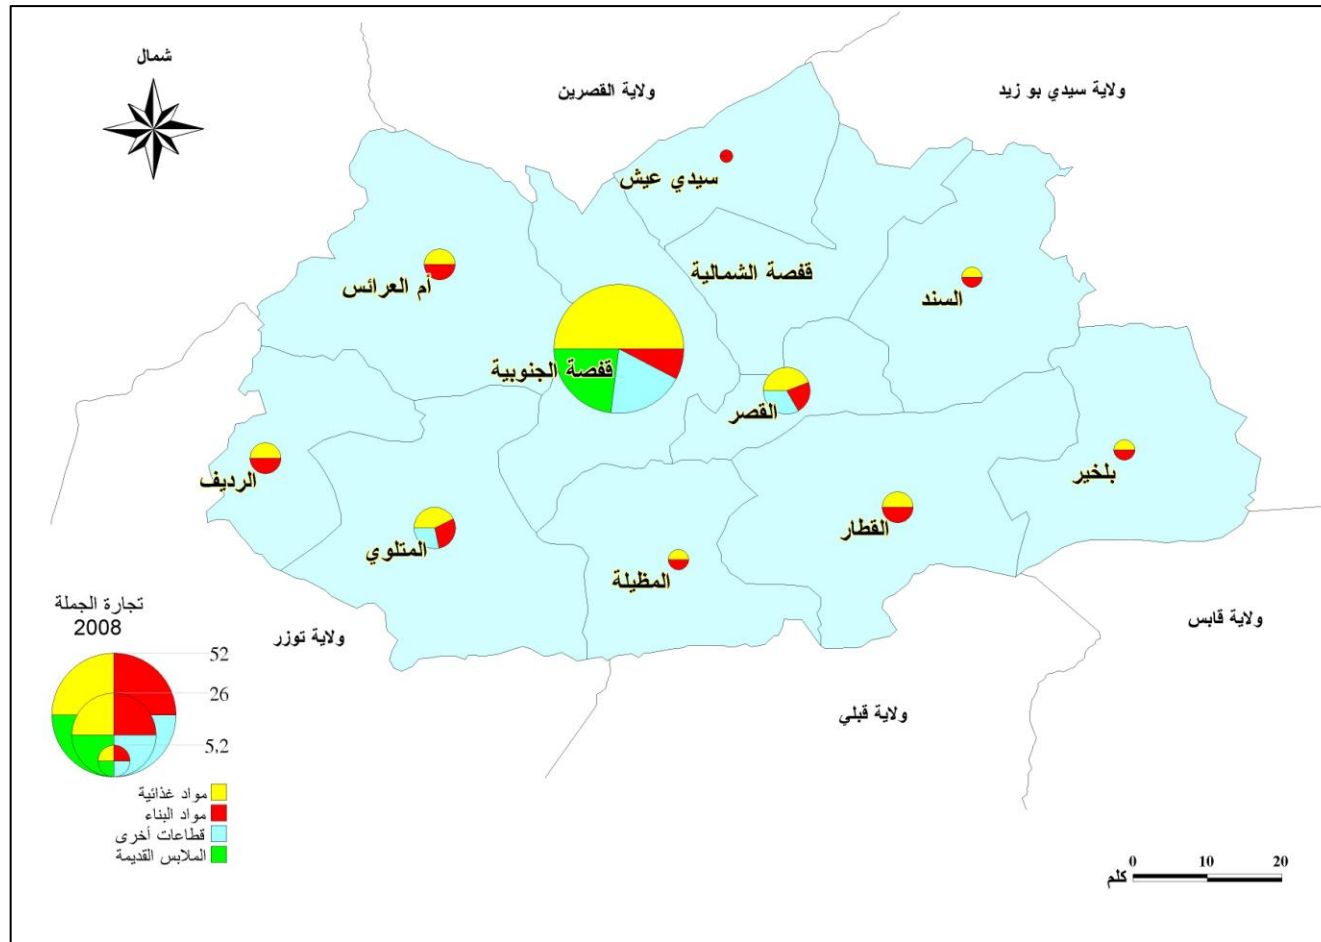 شمال
ولاية القصرين
ولاية سيدي بو زيد
سيدي عيش
أم العرائس
قفصة الشمالية
السند
قفصة الجنوبية
القصر
الرديف
بلخير
المتلوي
القطار
المظيلة
ولاية توزر
ولاية قابس
ولاية قبلي
تجارة الجملة
2008
52
26
5,2
مواد غذائية
مواد البناء
قطاعات أخرى
الملابس القديمة
0 10 20
كلم